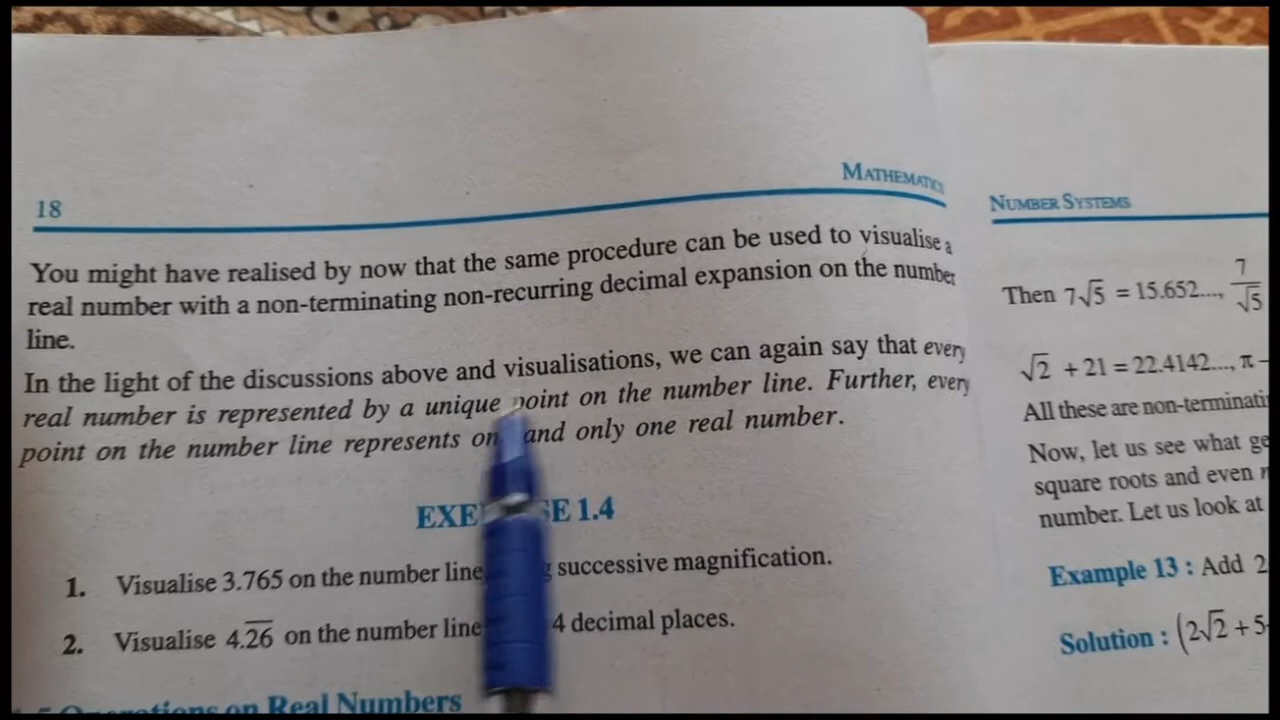 18
MATHEMATICS
You might have realised by now that the same procedure can be used to visualise a
real number with a non-terminating non-recurring decimal expansion on the number
line.
In the light of the discussions above and visualisations, we can again say that every
real number is represented by a unique point on the number line. Further, every
point on the number line represents on and only one real number.
EXE SE 1.4
1. Visualise 3.765 on the number line successive magnification.
2. Visualise 4.2̅6̅ on the number line 4 decimal places.
Operations on Real Numbers
NUMBER SYSTEMS
Then 7√5 = 15.652..., 7/√5
√2 + 21 = 22.4142..., π –
All these are non-terminati
Now, let us see what ge
square roots and even
number. Let us look at
Example 13 : Add 2
Solution : (2√2 + 5